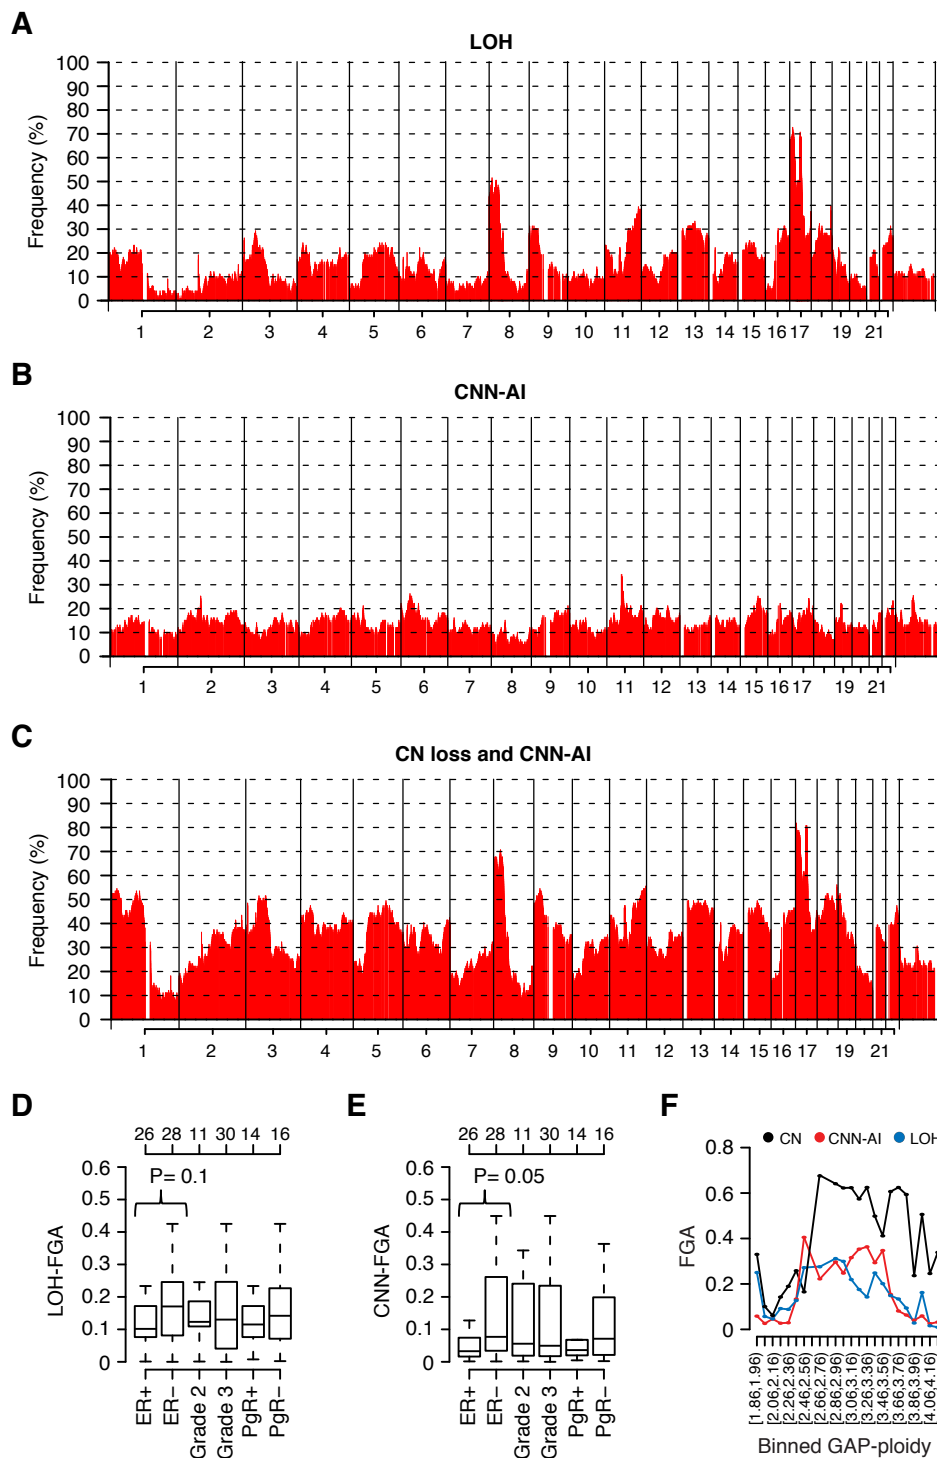 A
LOH
Frequency (%)
100
90
80
70
60
50
40
30
20
10
0
1 2 3 4 5 6 7 8 9 10 11 12 13 14 15 16 17 19 21
B
CNN-AI
Frequency (%)
100
90
80
70
60
50
40
30
20
10
0
1 2 3 4 5 6 7 8 9 10 11 12 13 14 15 16 17 19 21
C
CN loss and CNN-AI
Frequency (%)
100
90
80
70
60
50
40
30
20
10
0
1 2 3 4 5 6 7 8 9 10 11 12 13 14 15 16 17 19 21
D
26 28 11 30 14 16
LOH-FGA
0.6
0.5
0.4
0.3
0.2
0.1
0
P= 0.1
ER+ ER− Grade 2 Grade 3 PgR+ PgR−
E
26 28 11 30 14 16
CNN-FGA
0.6
0.5
0.4
0.3
0.2
0.1
0
P= 0.05
ER+ ER− Grade 2 Grade 3 PgR+ PgR−
F
CN CNN-AI LOH
FGA
0.8
0.6
0.4
0.2
0
[1.86,1.96)
[2.06,2.16)
[2.26,2.36)
[2.46,2.56)
[2.66,2.76)
[2.86,2.96)
[3.06,3.16)
[3.26,3.36)
[3.46,3.56)
[3.66,3.76)
[3.86,3.96)
[4.06,4.16)
Binned GAP-ploidy